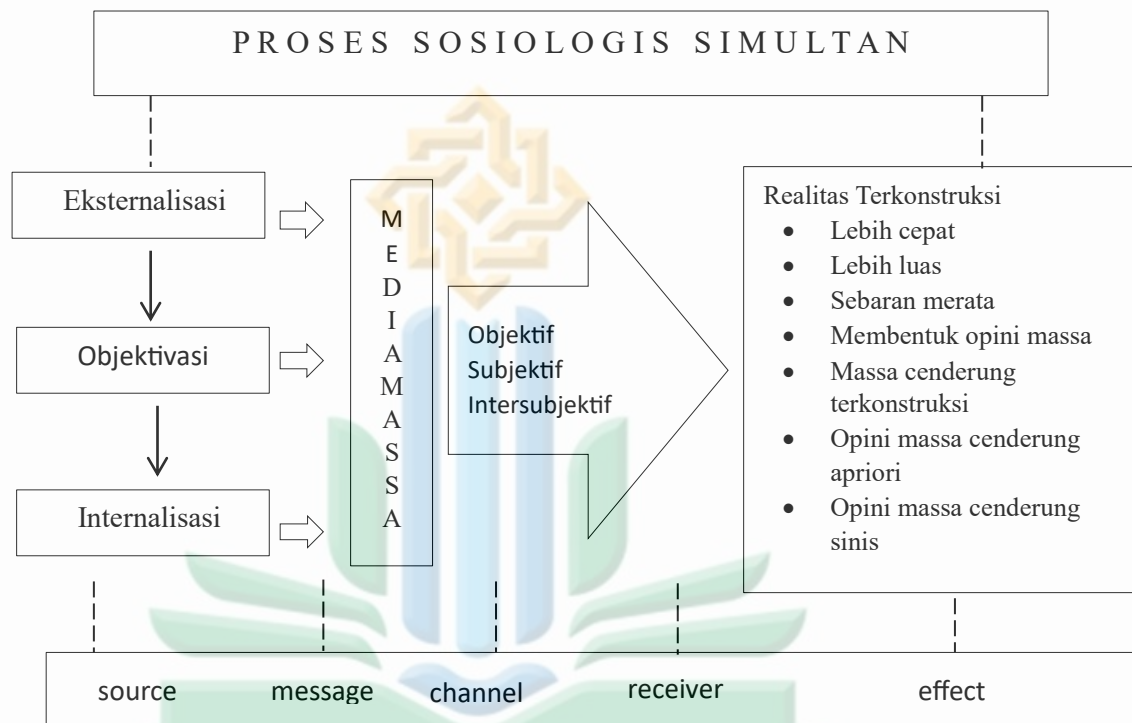 PROSES SOSIOLOGIS SIMULTAN
Eksternalisasi
Objektivasi
Internalisasi
M
E
D
I
A
M
A
S
S
A
Objektif
Subjektif
Intersubjektif
Realitas Terkonstruksi
• Lebih cepat
• Lebih luas
• Sebaran merata
• Membentuk opini massa
• Massa cenderung
terkonstruksi
• Opini massa cenderung
apriori
• Opini massa cenderung
sinis
source message channel receiver effect